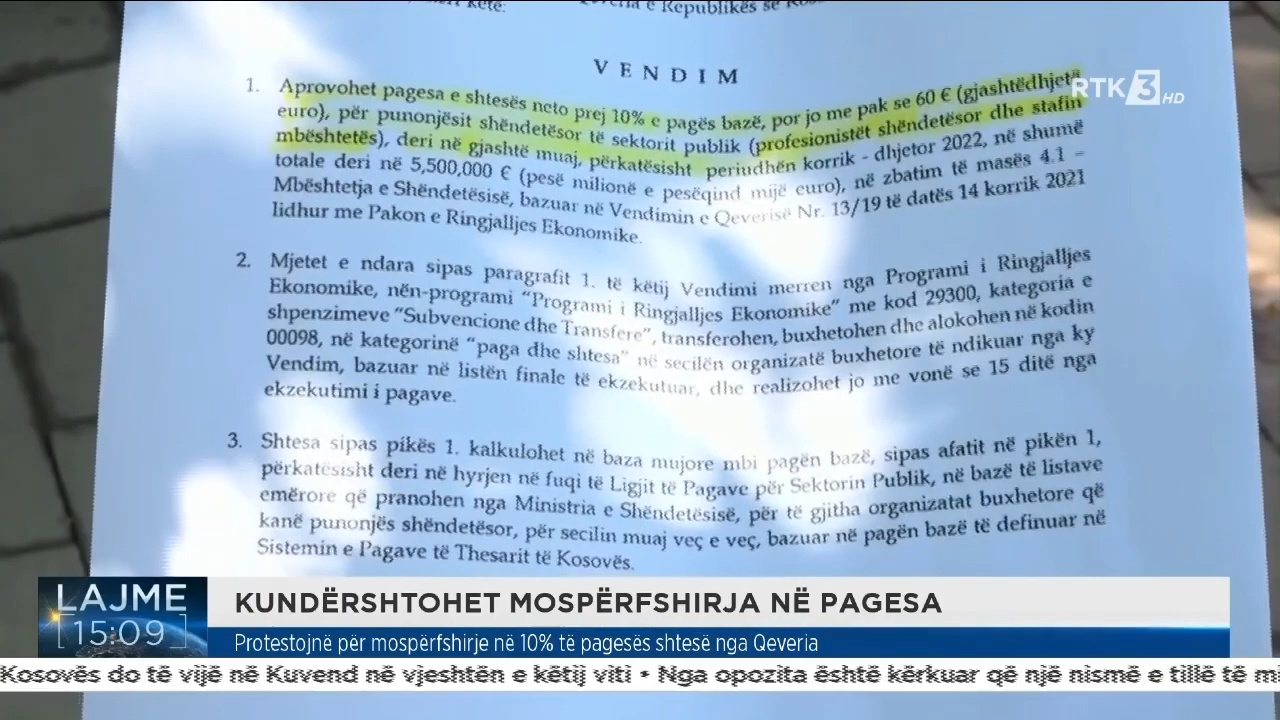 e Republikës së
VENDIM
1. Aprovohet pagesa e shtesës neto prej 10% e pagës bazë, por jo me pak se 60 € (gjashtëdhjetë
euro), për punonjësit shëndetësor të sektorit publik (profesionistët shëndetësor dhe stafin
mbështetës), deri në gjashtë muaj, përkatësisht periudhën korrik - dhjetor 2022, në shumë
totale deri në 5,500,000 € (pesë milionë e pesëqind mijë euro), në zbatim të masës 4.1 –
Mbështetja e Shëndetësisë, bazuar në Vendimin e Qeverisë Nr. 13/19 të datës 14 korrik 2021
lidhur me Pakon e Ringjalljes Ekonomike.
2. Mjetet e ndara sipas paragrafit 1. të këtij Vendimi merren nga Programi i Ringjalljes
Ekonomike, nën-programi “Programi i Ringjalljes Ekonomike” me kod 29300, kategoria e
shpenzimeve “Subvencione dhe Transfere”, transferohen, buxhetohen dhe alokohen në kodin
00098, në kategorinë “paga dhe shtesa” në secilën organizatë buxhetore të ndikuar nga ky
Vendim, bazuar në listën finale të ekzekutuar, dhe realizohet jo me vonë se 15 ditë nga
ekzekutimi i pagave.
3. Shtesa sipas pikës 1. kalkulohet në baza mujore mbi pagën bazë, sipas afatit në pikën 1,
përkatësisht deri në hyrjen në fuqi të Ligjit të Pagave për Sektorin Publik, në bazë të listave
emërore që pranohen nga Ministria e Shëndetësisë, për të gjitha organizatat buxhetore që
kanë punonjës shëndetësor, për secilin muaj veç e veç, bazuar në pagën bazë të definuar në
Sistemin e Pagave të Thesarit të Kosovës.
RTK 3 HD
LAJME
15:09
KUNDËRSHTOHET MOSPËRFSHIRJA NË PAGESA
Protestojnë për mospërfshirje në 10% të pagesës shtesë nga Qeveria
Kosovës do të vijë në Kuvend në vjeshtën e këtij viti • Nga opozita është kërkuar që një nismë e tillë të